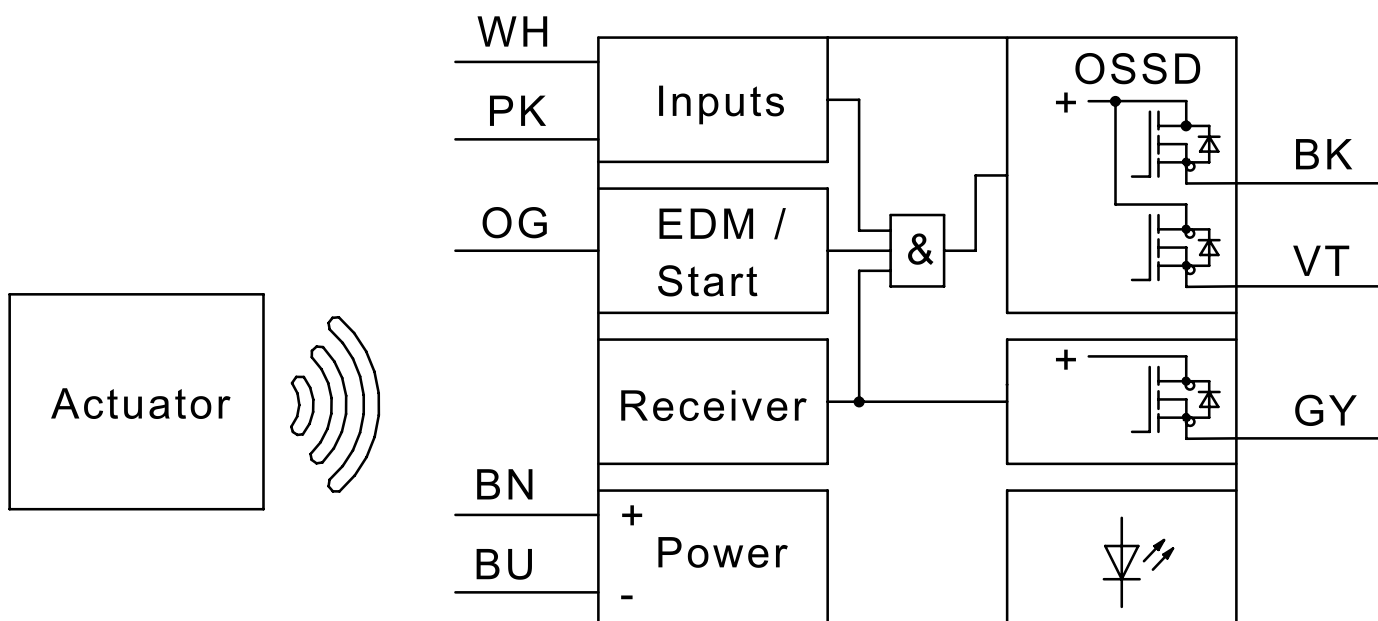 WH
PK
OG
BN
BU
Actuator
Inputs
EDM /
Start
Receiver
+
Power
-
&
OSSD
+
+
BK
VT
GY